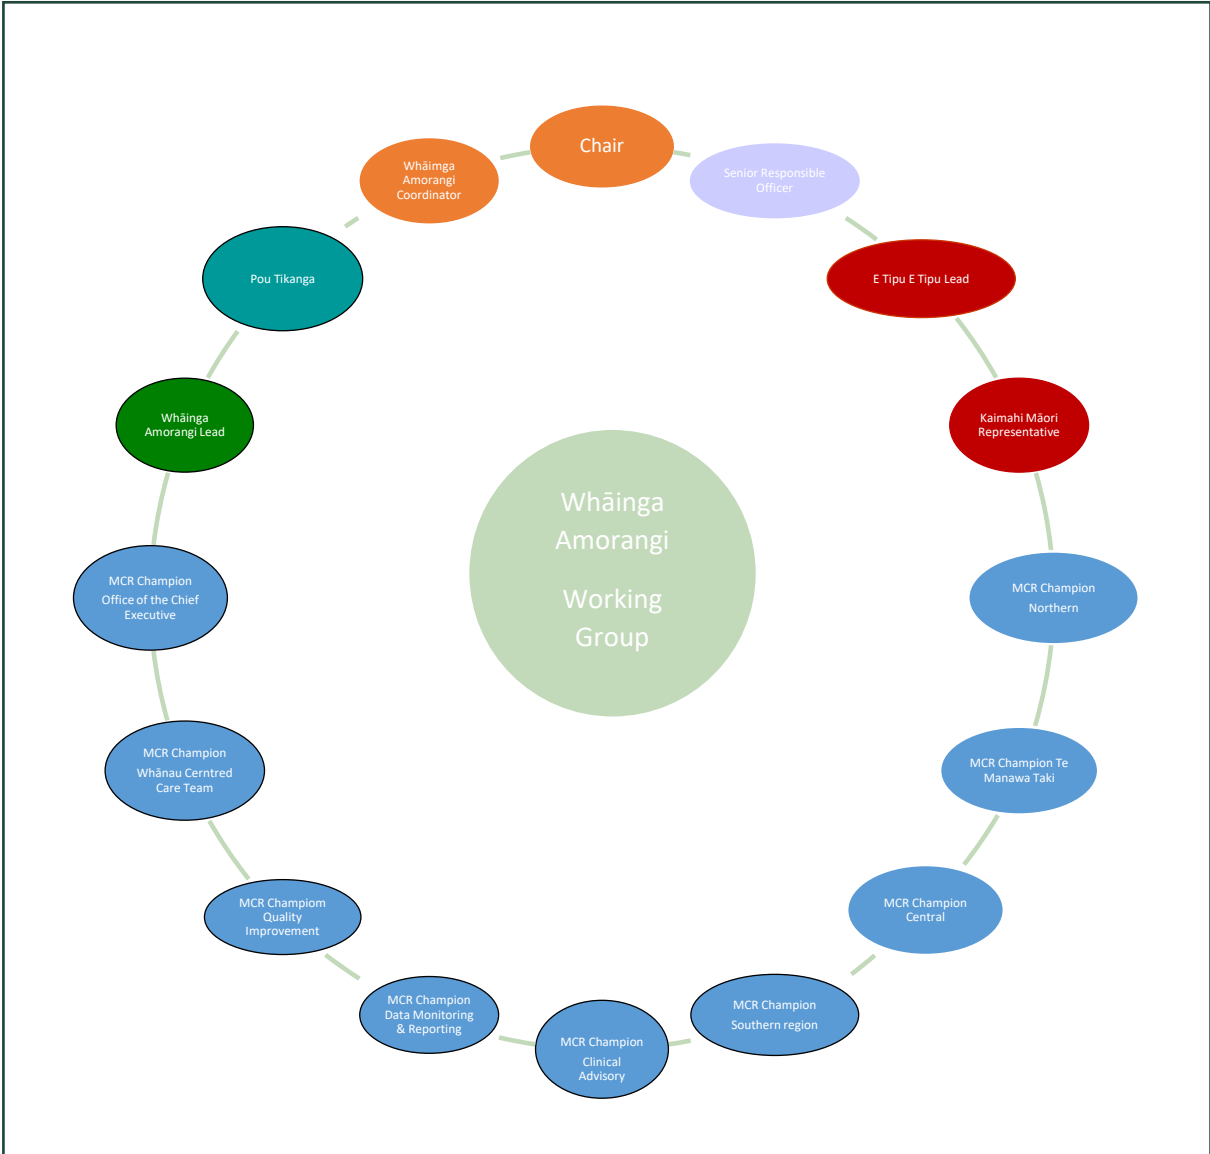 Chair
Senior Responsible
Officer
E Tipu E Tipu Lead
Kaimahi Māori
Representative
MCR Champion
Northern
MCR Champion Te
Manawa Taki
MCR Champion
Central
MCR Champion
Southern region
MCR Champion
Clinical
Advisory
MCR Champion
Data Monitoring
& Reporting
MCR Champiom
Quality
Improvement
MCR Champion
Whānau Cerntred
Care Team
MCR Champion
Office of the Chief
Executive
Whāinga
Amorangi Lead
Pou Tikanga
Whāimga
Amorangi
Coordinator
Whāinga
Amorangi
Working
Group